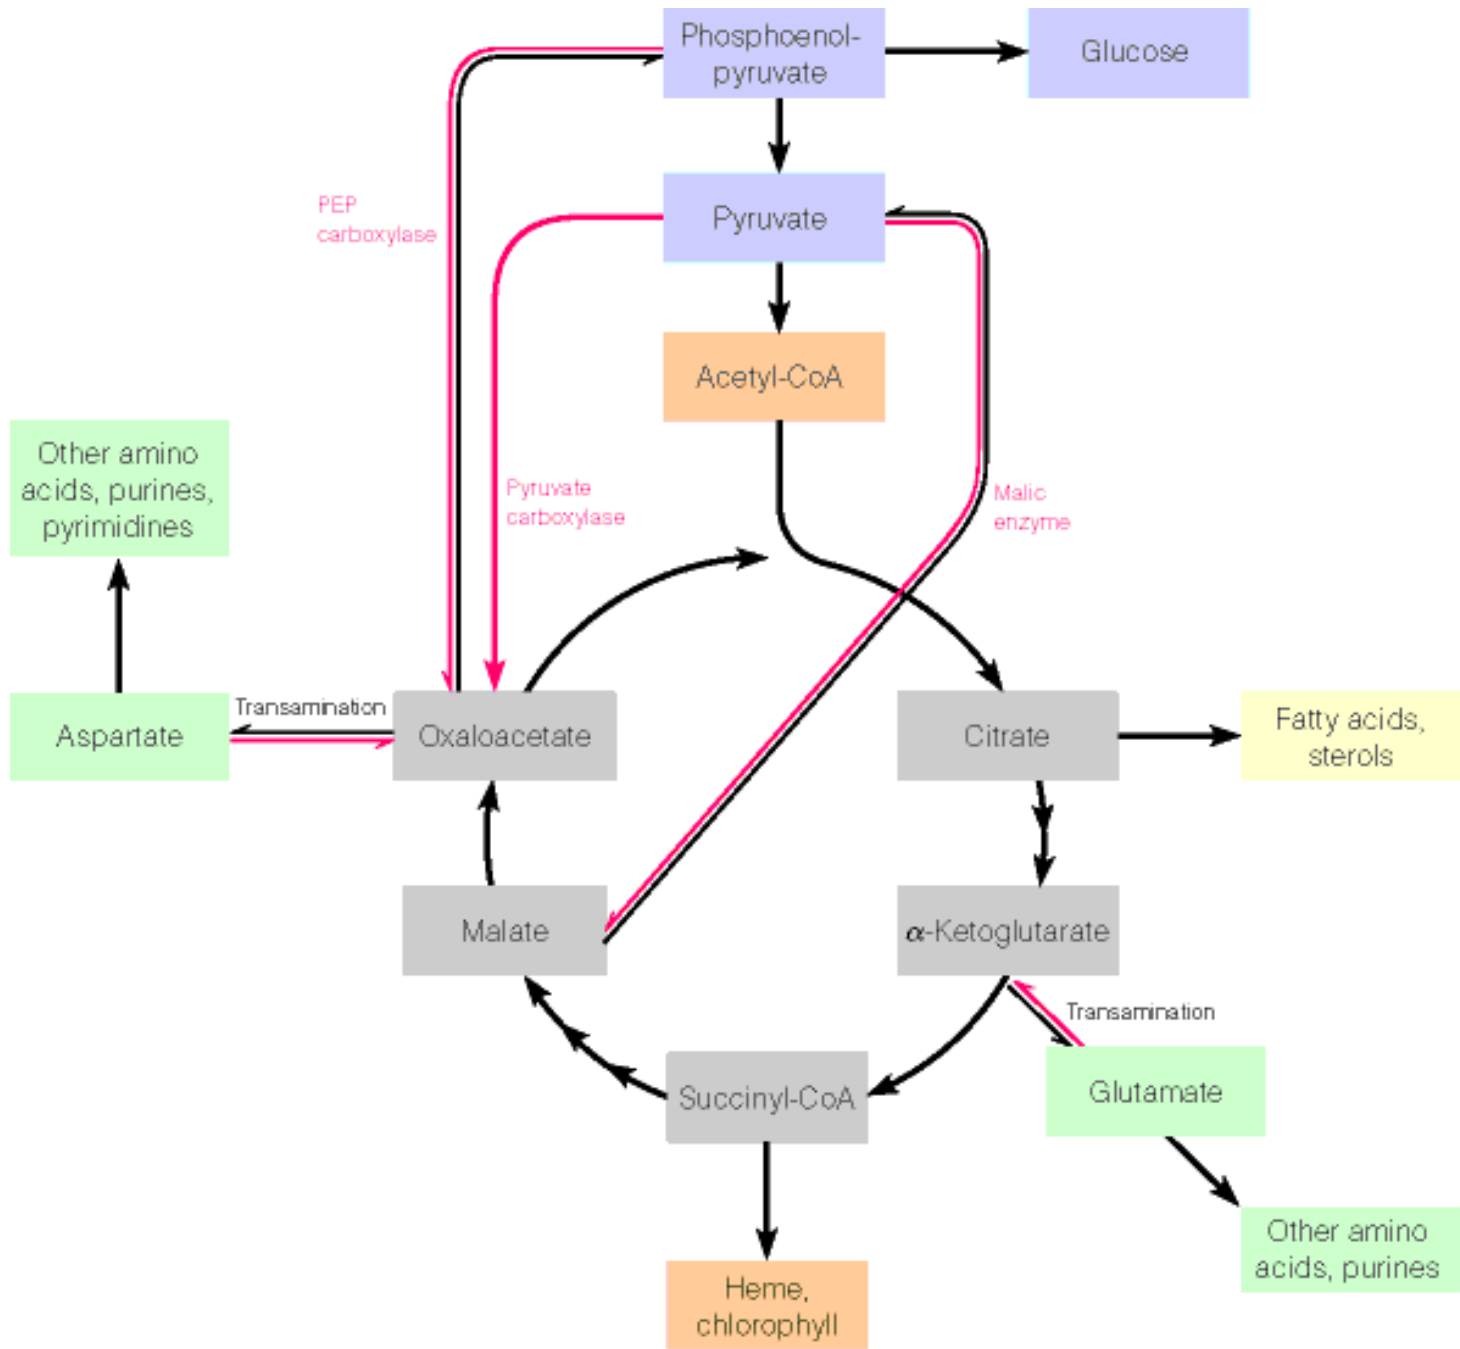 Phosphoenol-
pyruvate
Glucose
PEP
carboxylase
Pyruvate
Acetyl-CoA
Other amino
acids, purines,
pyrimidines
Pyruvate
carboxylase
Malic
enzyme
Aspartate
Transamination
Oxaloacetate
Citrate
Fatty acids,
sterols
Malate
α-Ketoglutarate
Transamination
Succinyl-CoA
Glutamate
Other amino
acids, purines
Heme,
chlorophyll